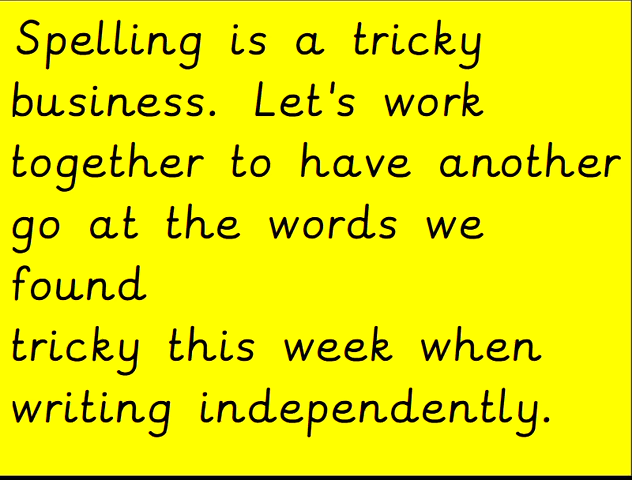 Spelling is a tricky
business. Let's work
together to have another
go at the words we
found
tricky this week when
writing independently.